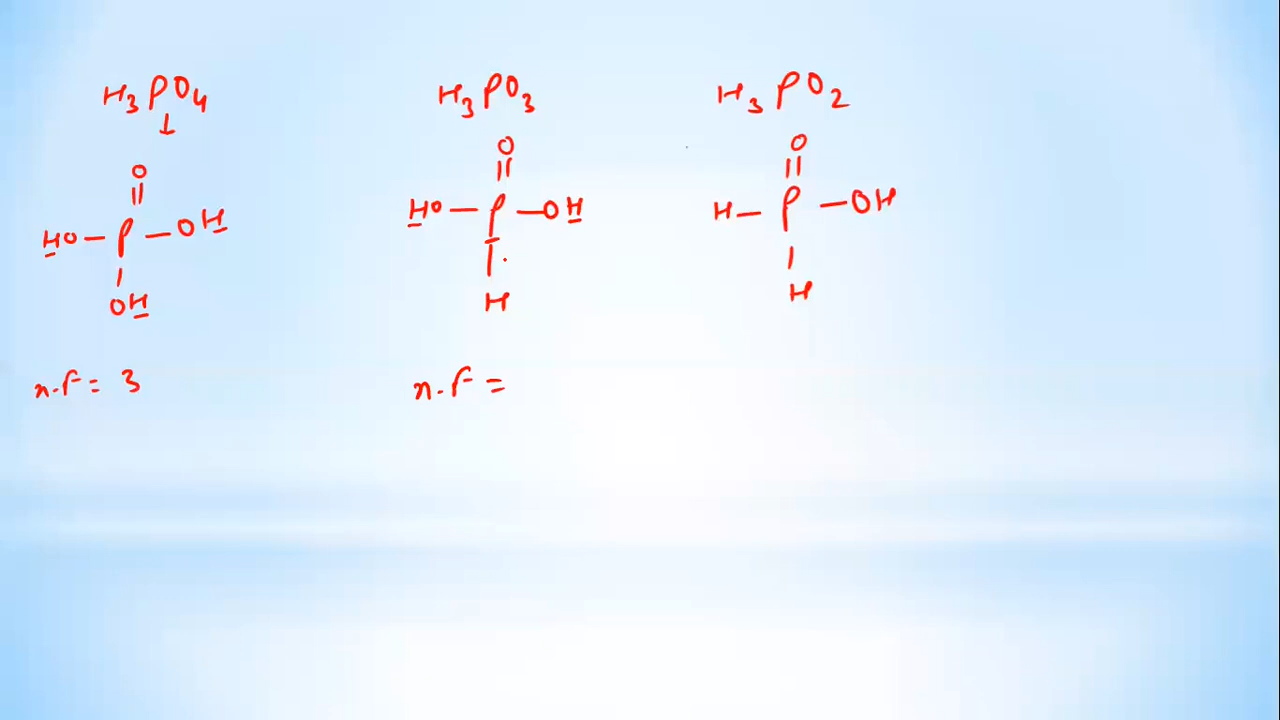 H₃PO₄ H₃PO₃ H₃PO₂
↓
O O O
|| || ||
HO—P—OH HO—P—OH H—P—OH
| | |
OH H H
n.F = 3 n.F =